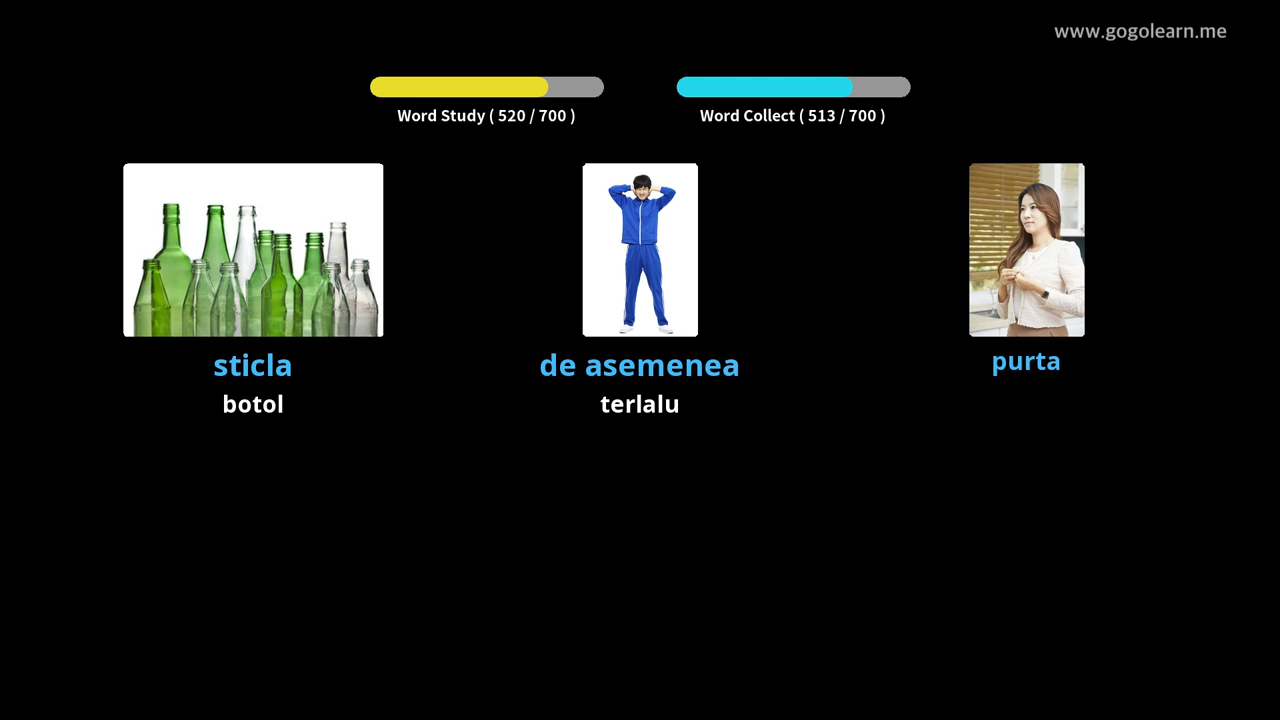 www.gogolearn.me
Word Study ( 520 / 700 )
Word Collect ( 513 / 700 )
sticla
botol
de asemenea
terlalu
purta